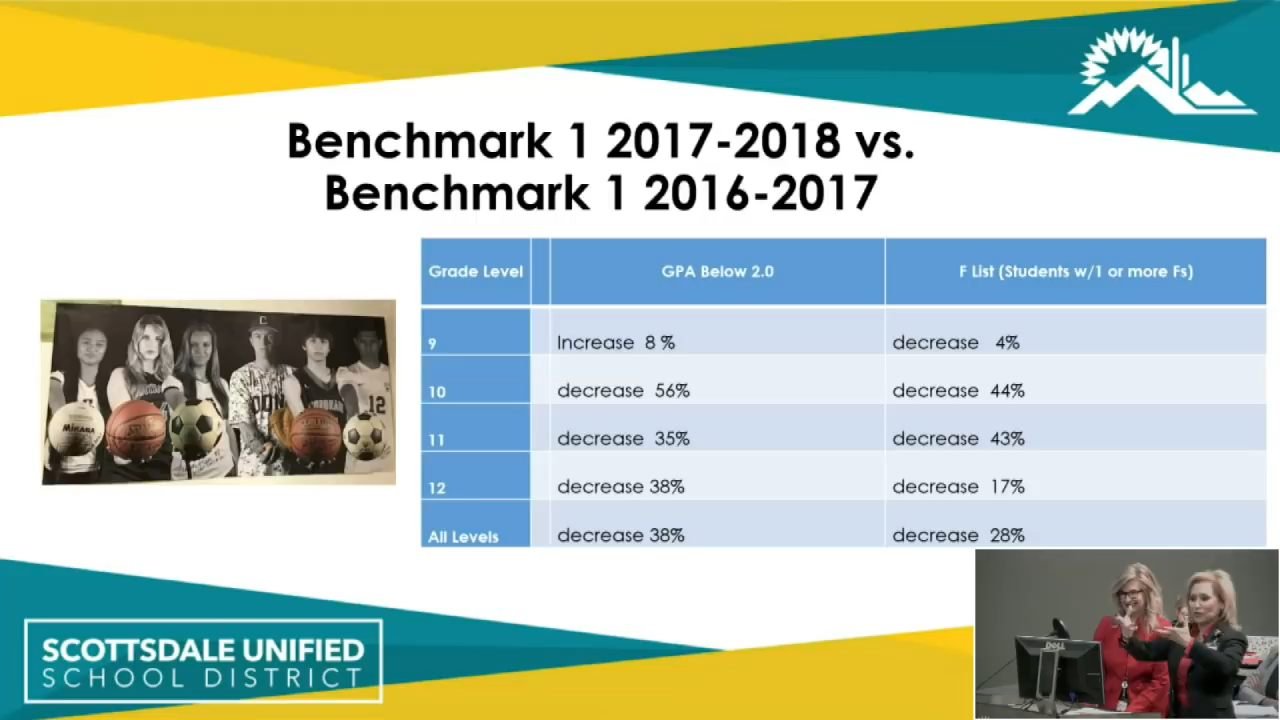 Benchmark 1 2017-2018 vs.
Benchmark 1 2016-2017
Grade Level GPA Below 2.0 F List (Students w/1 or more Fs)
9 Increase 8 % decrease 4%
10 decrease 56% decrease 44%
11 decrease 35% decrease 43%
12 decrease 38% decrease 17%
All Levels decrease 38% decrease 28%
C
12
MIKASA
DELL
SCOTTSDALE UNIFIED
SCHOOL DISTRICT